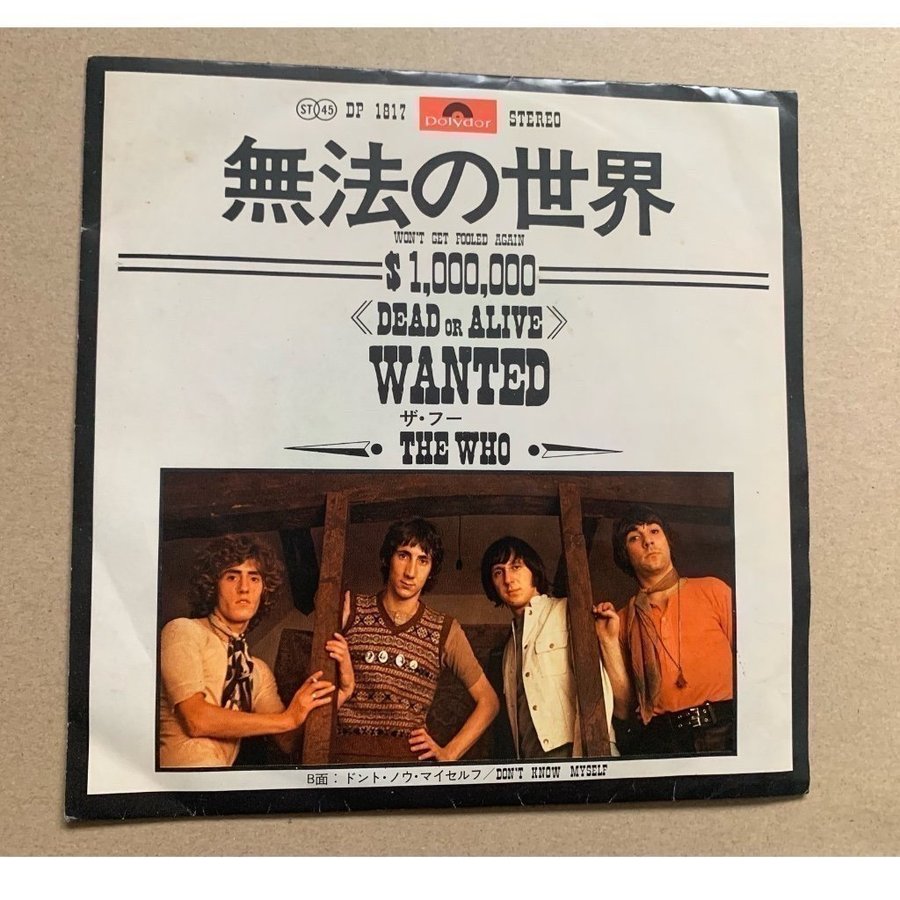 ST 45 DP 1817 polydor STEREO
無法の世界
WON'T GET FOOLED AGAIN
$1,000,000
《DEAD OR ALIVE》
WANTED
ザ・フー
THE WHO
B面：ドント・ノウ・マイセルフ／DON'T KNOW MYSELF